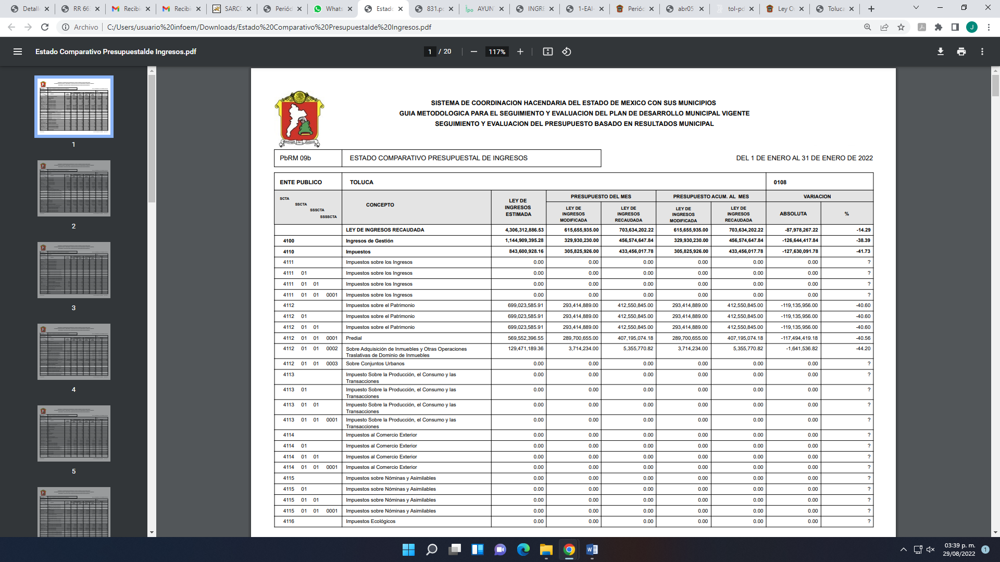 Detall
RR 66
Recibi
Recibi
SARCO
Periód
Whats
Estado
831.pd
AYUNT
INGRE
1-EAI-
Periód
abr05
tol-pd
Ley O
Toluca
Archivo C:/Users/usuario%20infoem/Downloads/Estado%20Comparativo%20Presupuestalde%20Ingresos.pdf
J
Estado Comparativo Presupuestalde Ingresos.pdf 1 / 20 117%
1
2
3
4
5
SISTEMA DE COORDINACION HACENDARIA DEL ESTADO DE MEXICO CON SUS MUNICIPIOS
GUIA METODOLOGICA PARA EL SEGUIMIENTO Y EVALUACION DEL PLAN DE DESARROLLO MUNICIPAL VIGENTE
SEGUIMIENTO Y EVALUACION DEL PRESUPUESTO BASADO EN RESULTADOS MUNICIPAL
PbRM 09b ESTADO COMPARATIVO PRESUPUESTAL DE INGRESOS DEL 1 DE ENERO AL 31 DE ENERO DE 2022
ENTE PUBLICO TOLUCA 0108
SCTA
SSCTA
SSSCTA
SSSSCTA
CONCEPTO
LEY DE
INGRESOS
ESTIMADA
PRESUPUESTO DEL MES
LEY DE
INGRESOS
MODIFICADA
LEY DE
INGRESOS
RECAUDADA
PRESUPUESTO ACUM. AL MES
LEY DE
INGRESOS
MODIFICADA
LEY DE
INGRESOS
RECAUDADA
VARIACION
ABSOLUTA
%
LEY DE INGRESOS RECAUDADA 4,306,312,886.53 615,655,935.00 703,634,202.22 615,655,935.00 703,634,202.22 -87,978,267.22 -14.29
4100 Ingresos de Gestión 1,144,909,395.28 329,930,230.00 456,574,647.84 329,930,230.00 456,574,647.84 -126,644,417.84 -38.39
4110 Impuestos 843,600,928.16 305,825,926.00 433,456,017.78 305,825,926.00 433,456,017.78 -127,630,091.78 -41.73
4111 Impuestos sobre los Ingresos 0.00 0.00 0.00 0.00 0.00 0.00 ?
4111 01 Impuestos sobre los Ingresos 0.00 0.00 0.00 0.00 0.00 0.00 ?
4111 01 01 Impuestos sobre los Ingresos 0.00 0.00 0.00 0.00 0.00 0.00 ?
4111 01 01 0001 Impuestos sobre los Ingresos 0.00 0.00 0.00 0.00 0.00 0.00 ?
4112 Impuestos sobre el Patrimonio 699,023,585.91 293,414,889.00 412,550,845.00 293,414,889.00 412,550,845.00 -119,135,956.00 -40.60
4112 01 Impuestos sobre el Patrimonio 699,023,585.91 293,414,889.00 412,550,845.00 293,414,889.00 412,550,845.00 -119,135,956.00 -40.60
4112 01 01 Impuestos sobre el Patrimonio 699,023,585.91 293,414,889.00 412,550,845.00 293,414,889.00 412,550,845.00 -119,135,956.00 -40.60
4112 01 01 0001 Predial 569,552,396.55 289,700,655.00 407,195,074.18 289,700,655.00 407,195,074.18 -117,494,419.18 -40.56
4112 01 01 0002 Sobre Adquisición de Inmuebles y Otras Operaciones 129,471,189.36 3,714,234.00 5,355,770.82 3,714,234.00 5,355,770.82 -1,641,536.82 -44.20
Traslativas de Dominio de Inmuebles
4112 01 01 0003 Sobre Conjuntos Urbanos 0.00 0.00 0.00 0.00 0.00 0.00 ?
4113 Impuesto Sobre la Producción, el Consumo y las 0.00 0.00 0.00 0.00 0.00 0.00 ?
Transacciones
4113 01 Impuesto Sobre la Producción, el Consumo y las 0.00 0.00 0.00 0.00 0.00 0.00 ?
Transacciones
4113 01 01 Impuesto Sobre la Producción, el Consumo y las 0.00 0.00 0.00 0.00 0.00 0.00 ?
Transacciones
4113 01 01 0001 Impuesto Sobre la Producción, el Consumo y las 0.00 0.00 0.00 0.00 0.00 0.00 ?
Transacciones
4114 Impuestos al Comercio Exterior 0.00 0.00 0.00 0.00 0.00 0.00 ?
4114 01 Impuestos al Comercio Exterior 0.00 0.00 0.00 0.00 0.00 0.00 ?
4114 01 01 Impuestos al Comercio Exterior 0.00 0.00 0.00 0.00 0.00 0.00 ?
4114 01 01 0001 Impuestos al Comercio Exterior 0.00 0.00 0.00 0.00 0.00 0.00 ?
4115 Impuestos sobre Nóminas y Asimilables 0.00 0.00 0.00 0.00 0.00 0.00 ?
4115 01 Impuestos sobre Nóminas y Asimilables 0.00 0.00 0.00 0.00 0.00 0.00 ?
4115 01 01 Impuestos sobre Nóminas y Asimilables 0.00 0.00 0.00 0.00 0.00 0.00 ?
4115 01 01 0001 Impuestos sobre Nóminas y Asimilables 0.00 0.00 0.00 0.00 0.00 0.00 ?
4116 Impuestos Ecológicos 0.00 0.00 0.00 0.00 0.00 0.00 ?
03:39 p. m.
29/08/2022
1